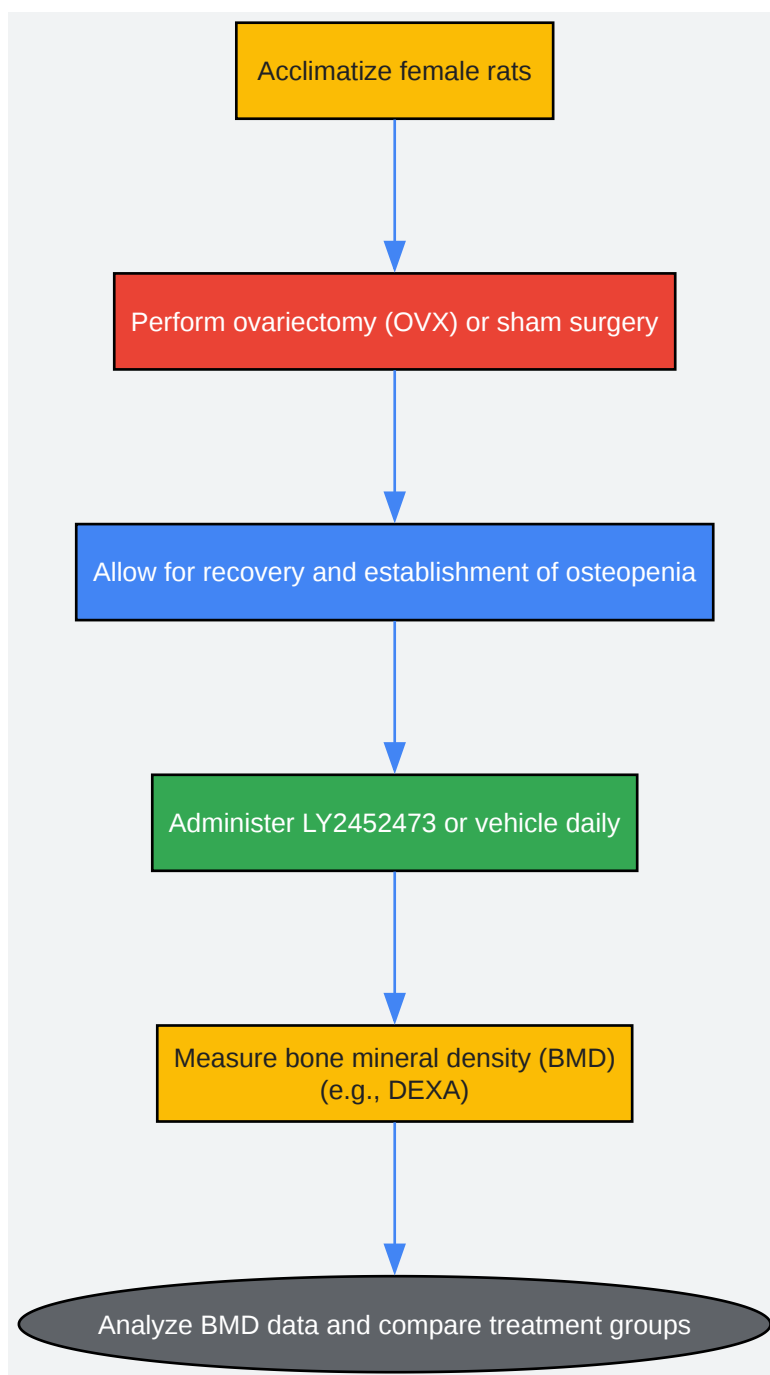 Acclimatize female rats
Perform ovariectomy (OVX) or sham surgery
Allow for recovery and establishment of osteopenia
Administer LY2452473 or vehicle daily
Measure bone mineral density (BMD)
(e.g., DEXA)
Analyze BMD data and compare treatment groups